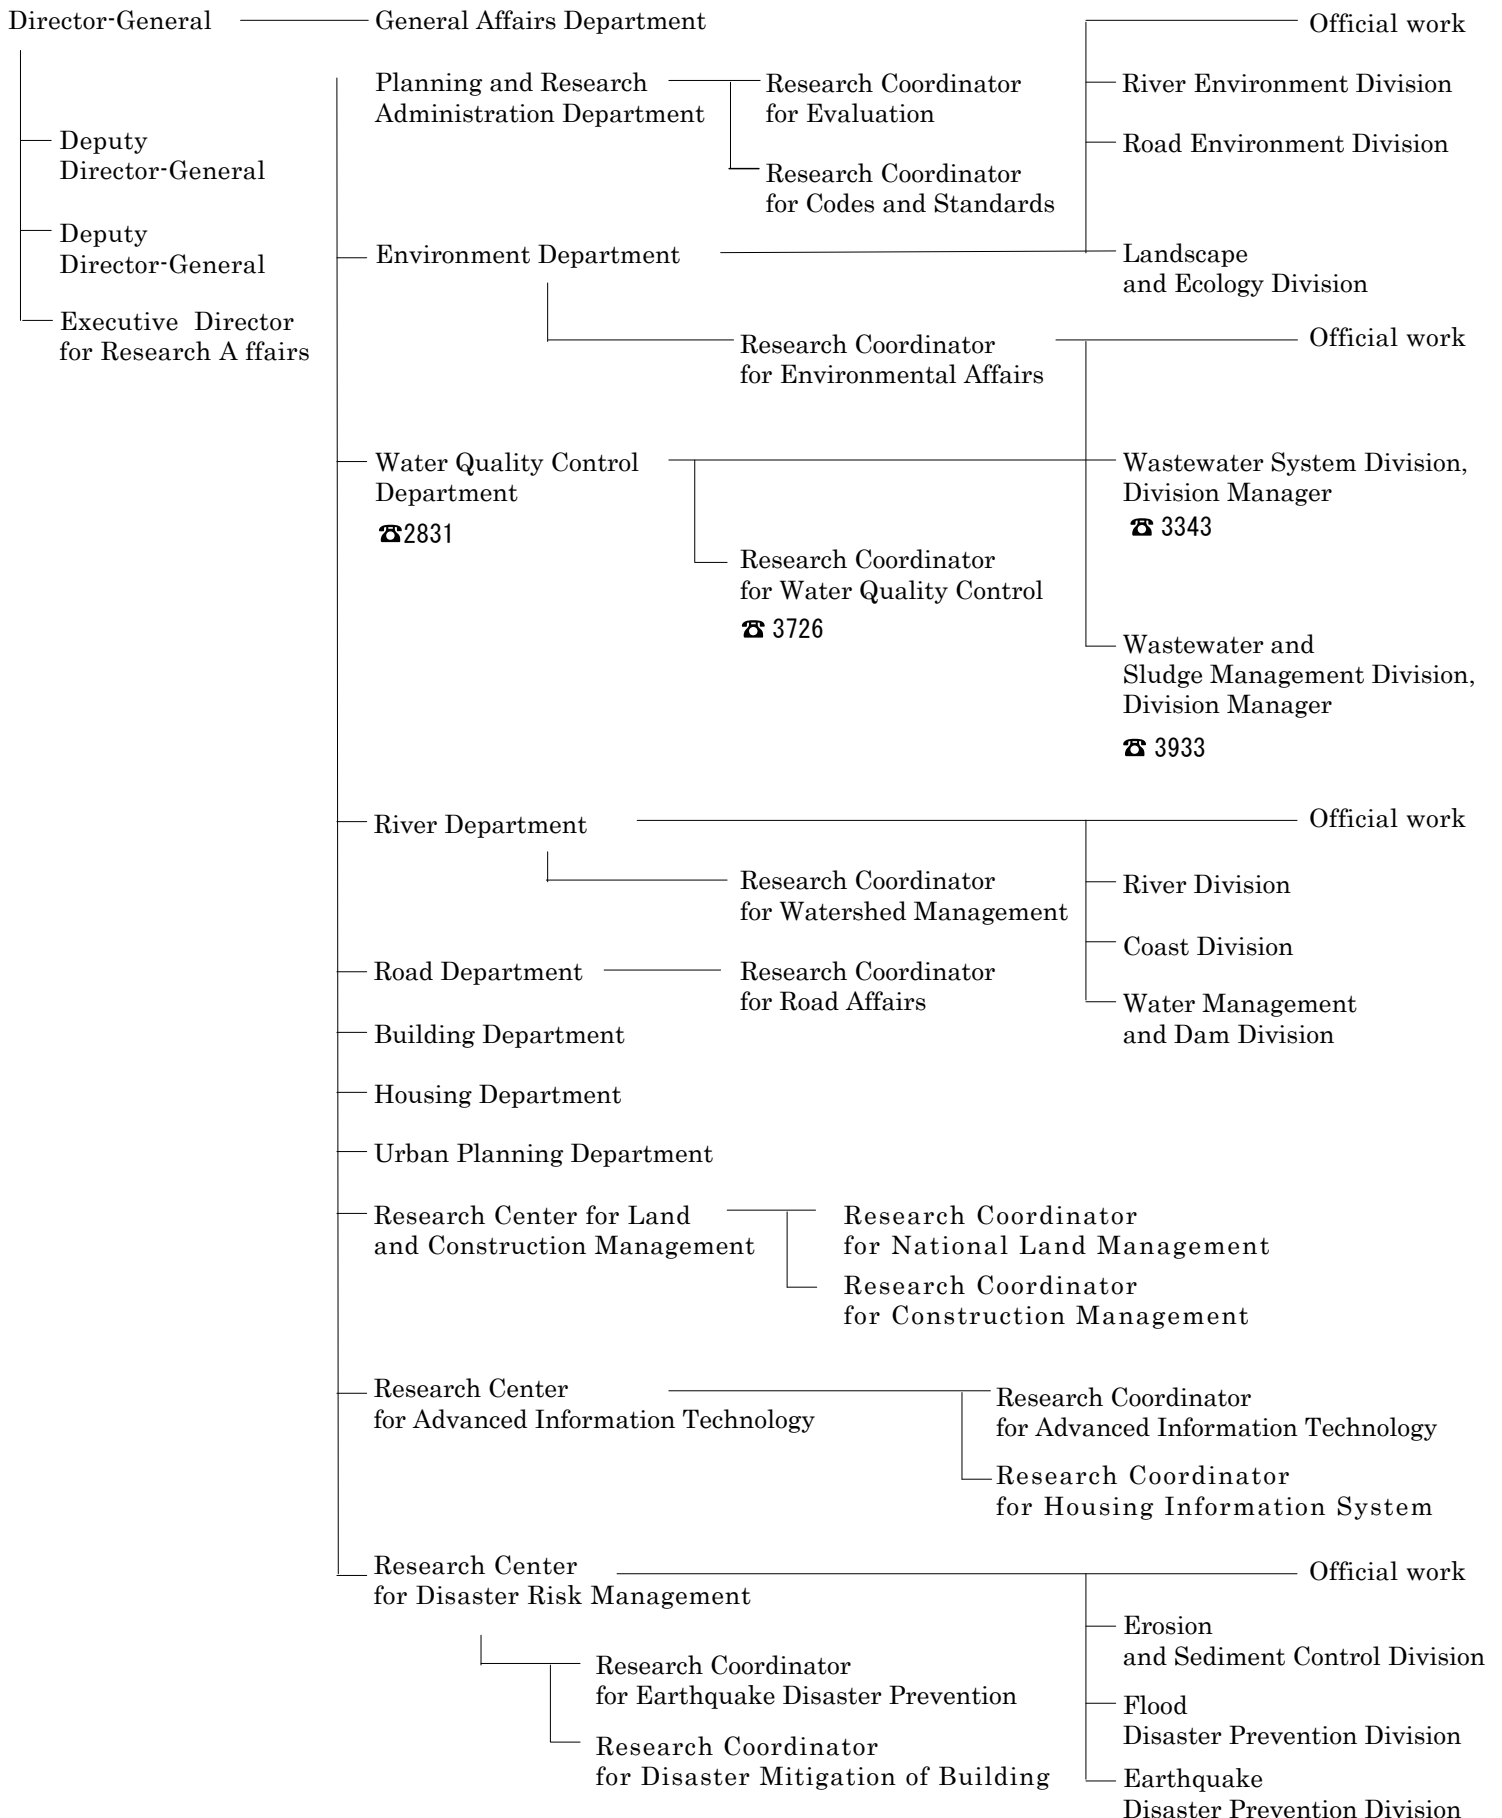 Director-General
General Affairs Department
Official work
Planning and Research
Administration Department
Research Coordinator
for Evaluation
River Environment Division
Deputy
Director-General
Road Environment Division
Research Coordinator
for Codes and Standards
Deputy
Director-General
Environment Department
Landscape
and Ecology Division
Executive Director
for Research A ffairs
Research Coordinator
for Environmental Affairs
Official work
Water Quality Control
Department
☎2831
Wastewater System Division,
Division Manager
☎ 3343
Research Coordinator
for Water Quality Control
☎ 3726
Wastewater and
Sludge Management Division,
Division Manager
☎ 3933
River Department
Official work
Research Coordinator
for Watershed Management
River Division
Coast Division
Road Department
Research Coordinator
for Road Affairs
Water Management
and Dam Division
Building Department
Housing Department
Urban Planning Department
Research Center for Land
and Construction Management
Research Coordinator
for National Land Management
Research Coordinator
for Construction Management
Research Center
for Advanced Information Technology
Research Coordinator
for Advanced Information Technology
Research Coordinator
for Housing Information System
Research Center
for Disaster Risk Management
Official work
Erosion
and Sediment Control Division
Research Coordinator
for Earthquake Disaster Prevention
Flood
Disaster Prevention Division
Research Coordinator
for Disaster Mitigation of Building
Earthquake
Disaster Prevention Division